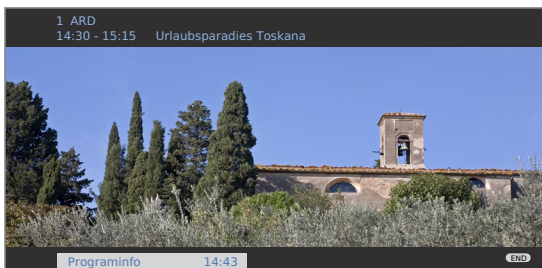 1 ARD
14:30 - 15:15 Urlaubsparadies Toskana
Programinfo 14:43
END